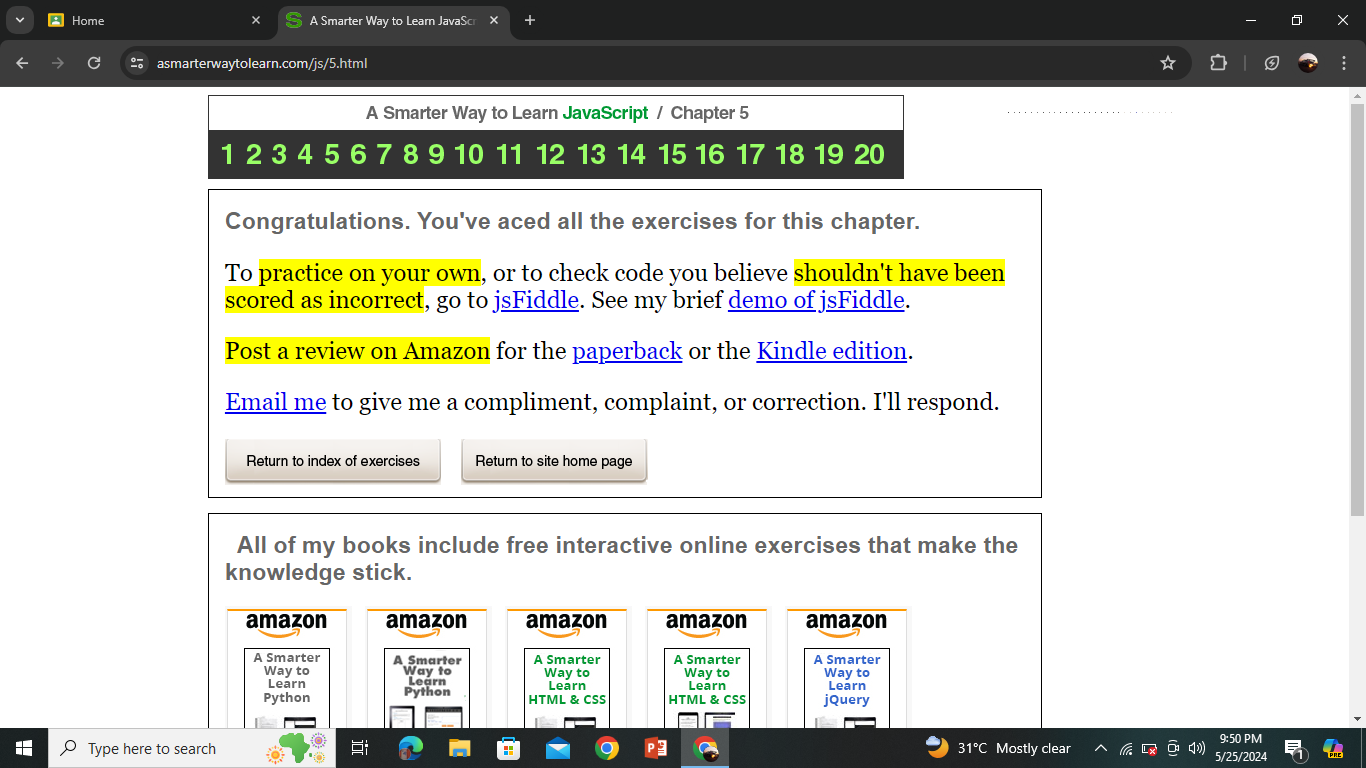 Home
A Smarter Way to Learn JavaScr
asmarterwaytolearn.com/js/5.html
A Smarter Way to Learn JavaScript / Chapter 5
1 2 3 4 5 6 7 8 9 10 11 12 13 14 15 16 17 18 19 20
Congratulations. You've aced all the exercises for this chapter.
To practice on your own, or to check code you believe shouldn't have been
scored as incorrect, go to jsFiddle. See my brief demo of jsFiddle.
Post a review on Amazon for the paperback or the Kindle edition.
Email me to give me a compliment, complaint, or correction. I'll respond.
Return to index of exercises
Return to site home page
All of my books include free interactive online exercises that make the
knowledge stick.
amazon
A Smarter
Way to
Learn
Python
amazon
A Smarter
Way to
Learn
Python
amazon
A Smarter
Way to
Learn
HTML & CSS
amazon
A Smarter
Way to
Learn
HTML & CSS
amazon
A Smarter
Way to
Learn
jQuery
Type here to search
31°C Mostly clear
9:50 PM
5/25/2024
1
PRE